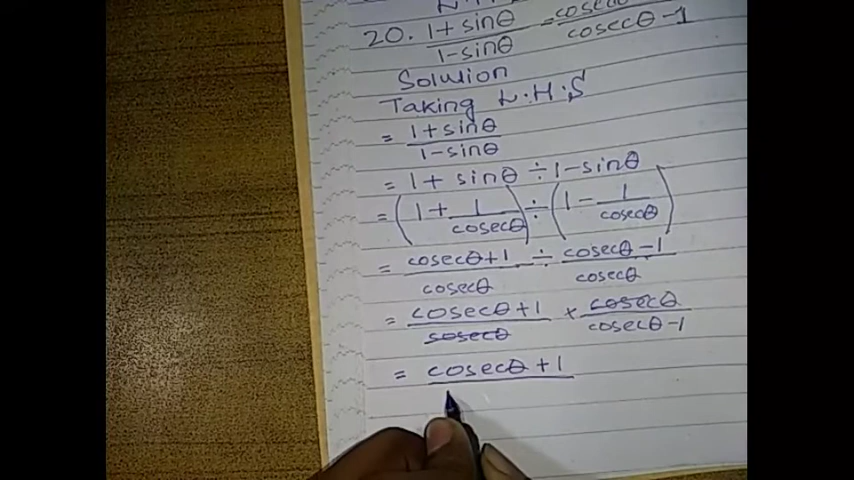 20. 1+sinθ/1-sinθ = cosecθ/cosecθ-1
Solution
Taking L.H.S
= 1+sinθ/1-sinθ
= 1+ sinθ ÷ 1-sinθ
= (1+ 1/cosecθ) ÷ (1- 1/cosecθ)
= cosecθ+1/cosecθ ÷ cosecθ-1/cosecθ
= cosecθ+1/cosecθ × cosecθ/cosecθ-1
= cosecθ+1